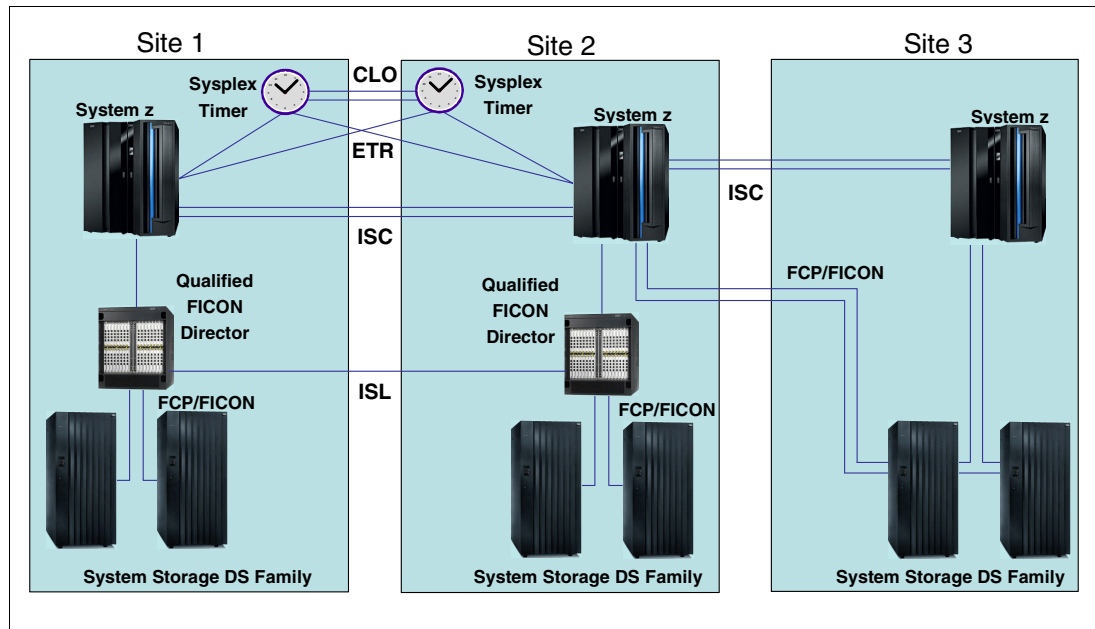 Site 1
Site 2
Site 3
CLO
Sysplex
Timer
Sysplex
Timer
System z
System z
System z
ETR
ISC
ISC
Qualified
FICON
Director
Qualified
FICON
Director
FCP/FICON
ISL
FCP/FICON
FCP/FICON
System Storage DS Family
System Storage DS Family
System Storage DS Family